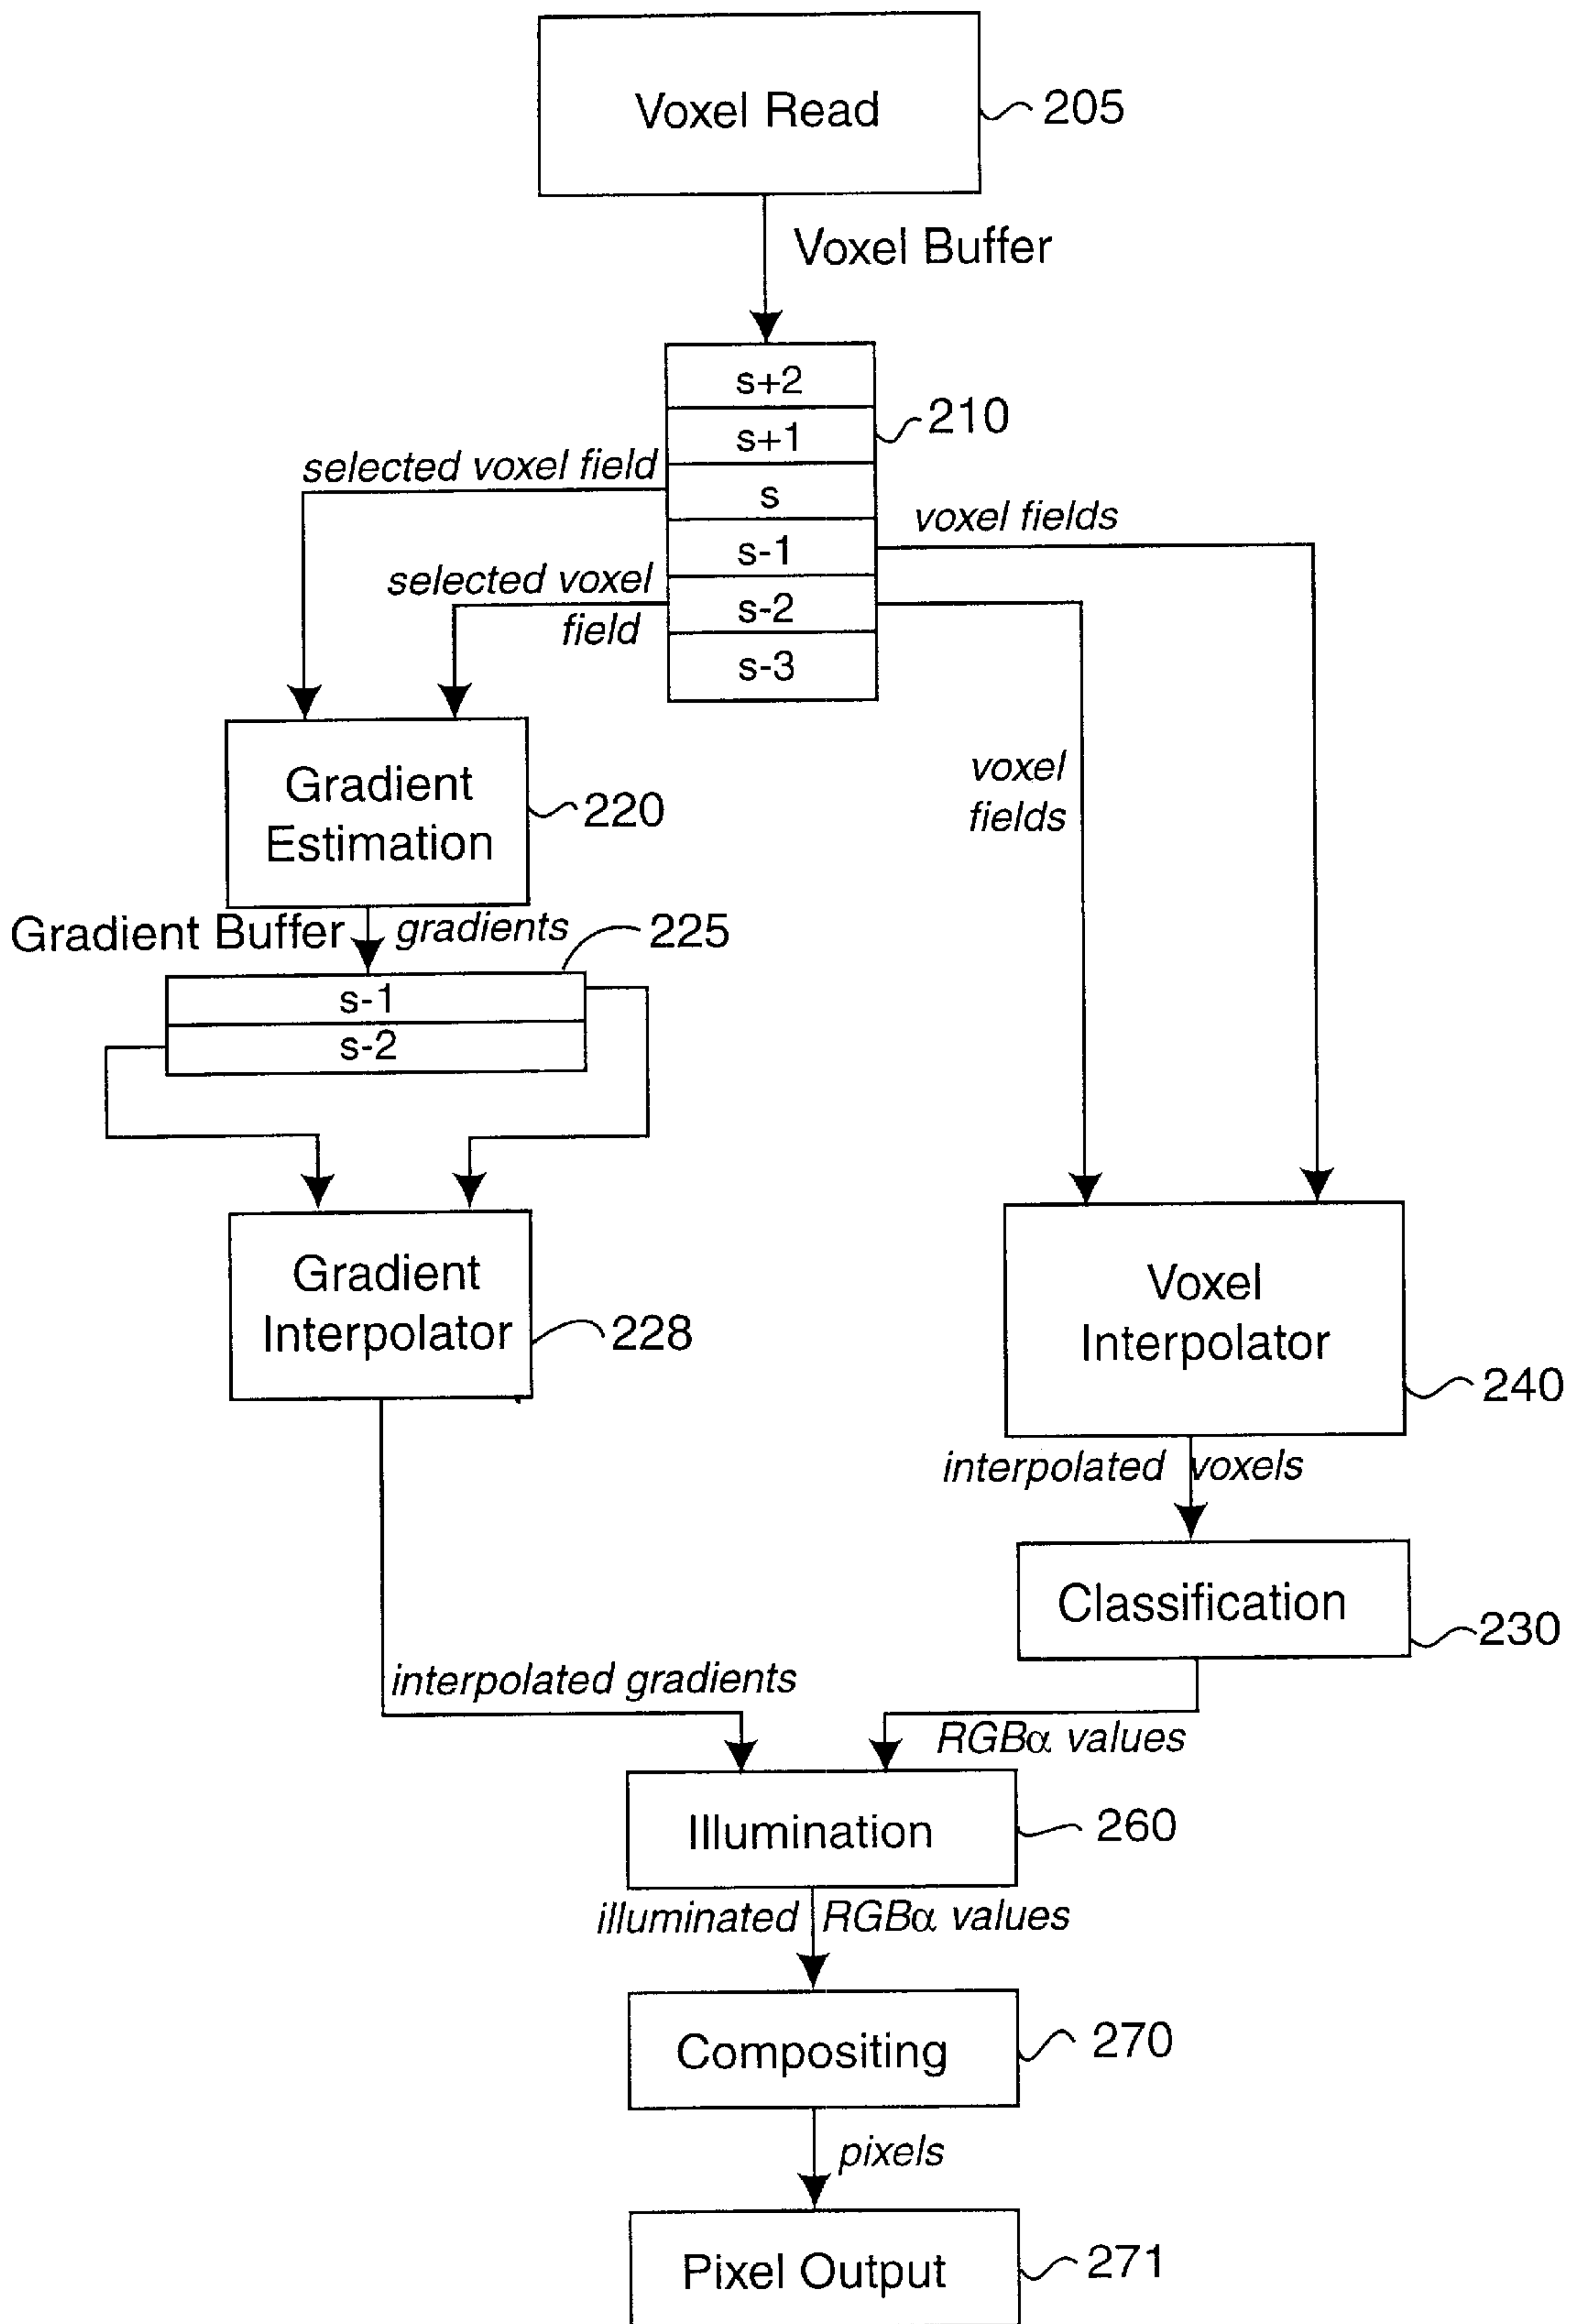 Voxel Read
205
Voxel Buffer
s+2
s+1
210
selected voxel field
s
voxel fields
s-1
selected voxel
field
s-2
s-3
voxel
fields
Gradient
Estimation
220
Gradient Buffer
gradients
225
s-1
s-2
Gradient
Interpolator
228
Voxel
Interpolator
240
interpolated voxels
Classification
230
interpolated gradients
RGBα values
Illumination
260
illuminated RGBα values
Compositing
270
pixels
Pixel Output
271